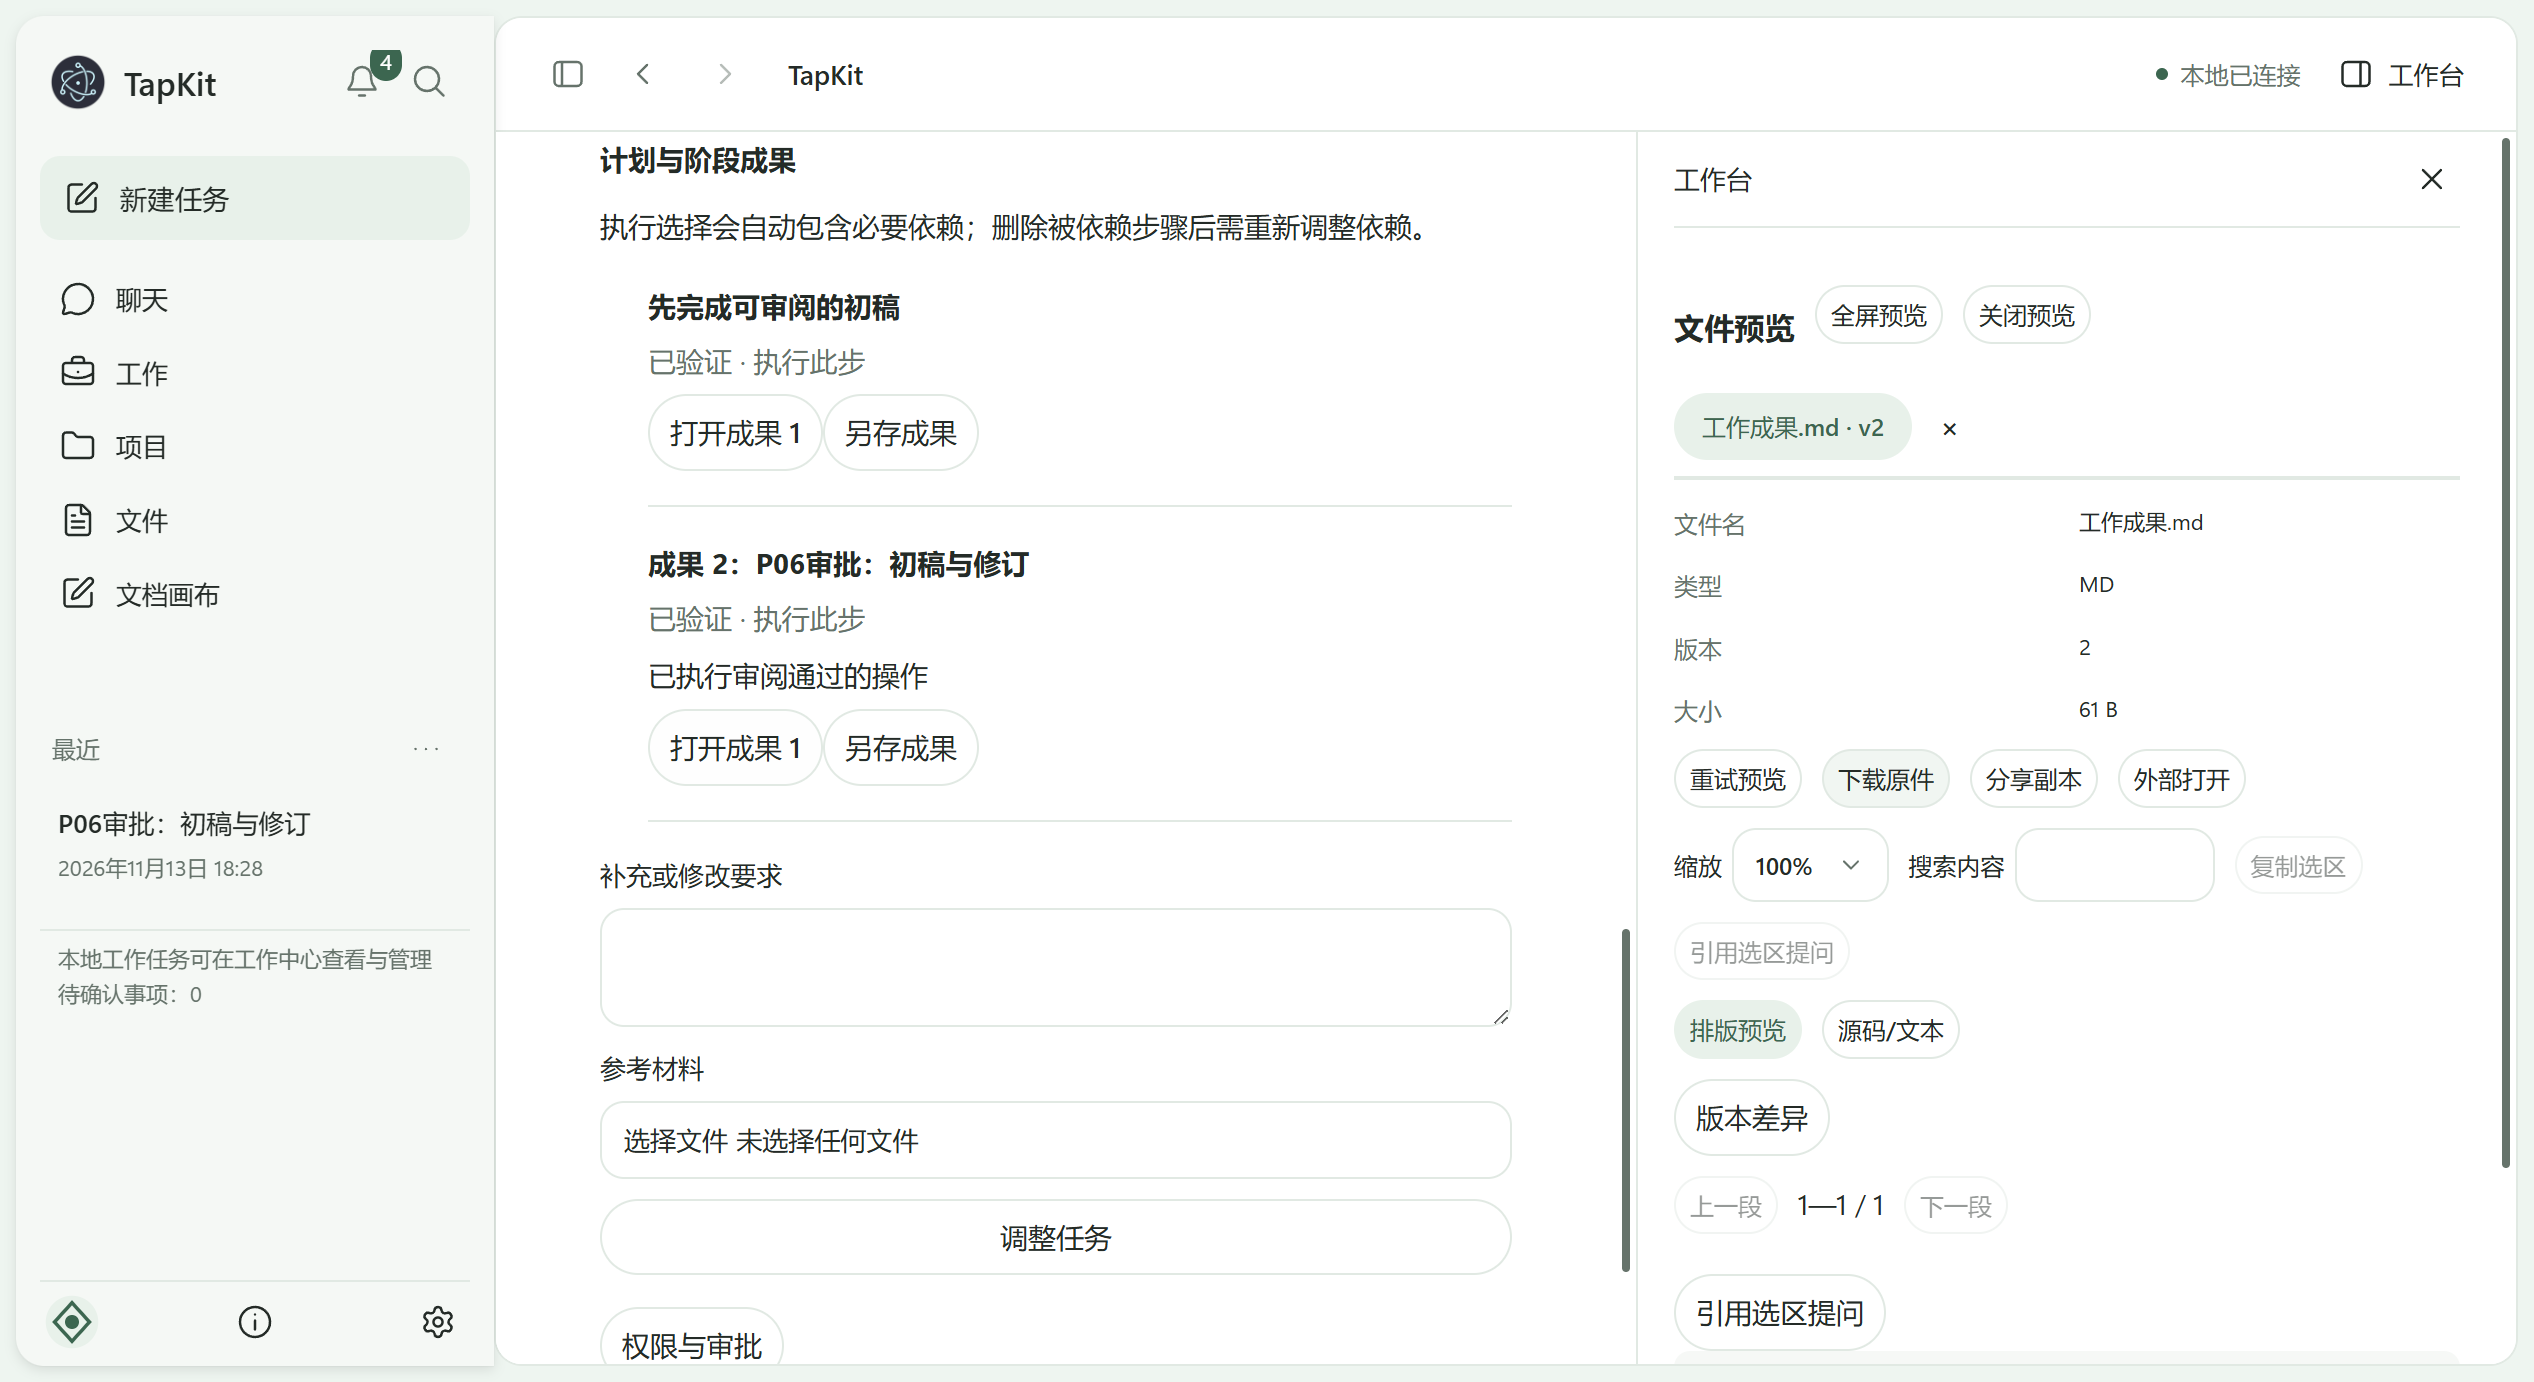 TapKit
4
新建任务
聊天
工作
项目
文件
文档画布
最近
···
P06审批：初稿与修订
2026年11月13日 18:28
本地工作任务可在工作中心查看与管理
待确认事项：0
TapKit
本地已连接
工作台
计划与阶段成果
执行选择会自动包含必要依赖；删除被依赖步骤后需重新调整依赖。
先完成可审阅的初稿
已验证 · 执行此步
打开成果 1 另存成果
成果 2：P06审批：初稿与修订
已验证 · 执行此步
已执行审阅通过的操作
打开成果 1 另存成果
补充或修改要求
参考材料
选择文件 未选择任何文件
调整任务
权限与审批
工作台
文件预览 全屏预览 关闭预览
工作成果.md · v2 ×
文件名 工作成果.md
类型 MD
版本 2
大小 61 B
重试预览 下载原件 分享副本 外部打开
缩放 100% 搜索内容 复制选区
引用选区提问
排版预览 源码/文本
版本差异
上一段 1—1 / 1 下一段
引用选区提问